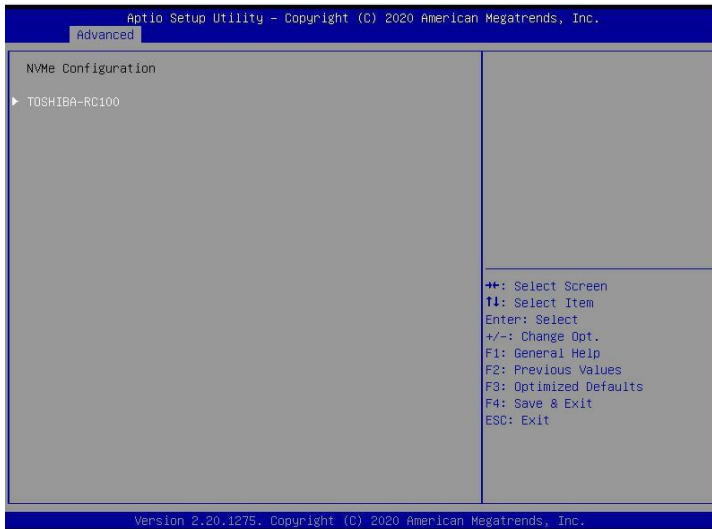 Aptio Setup Utility – Copyright (C) 2020 American Megatrends, Inc.
Advanced
NVMe Configuration
▶ TOSHIBA-RC100
→←: Select Screen
↑↓: Select Item
Enter: Select
+/-: Change Opt.
F1: General Help
F2: Previous Values
F3: Optimized Defaults
F4: Save & Exit
ESC: Exit
Version 2.20.1275. Copyright (C) 2020 American Megatrends, Inc.